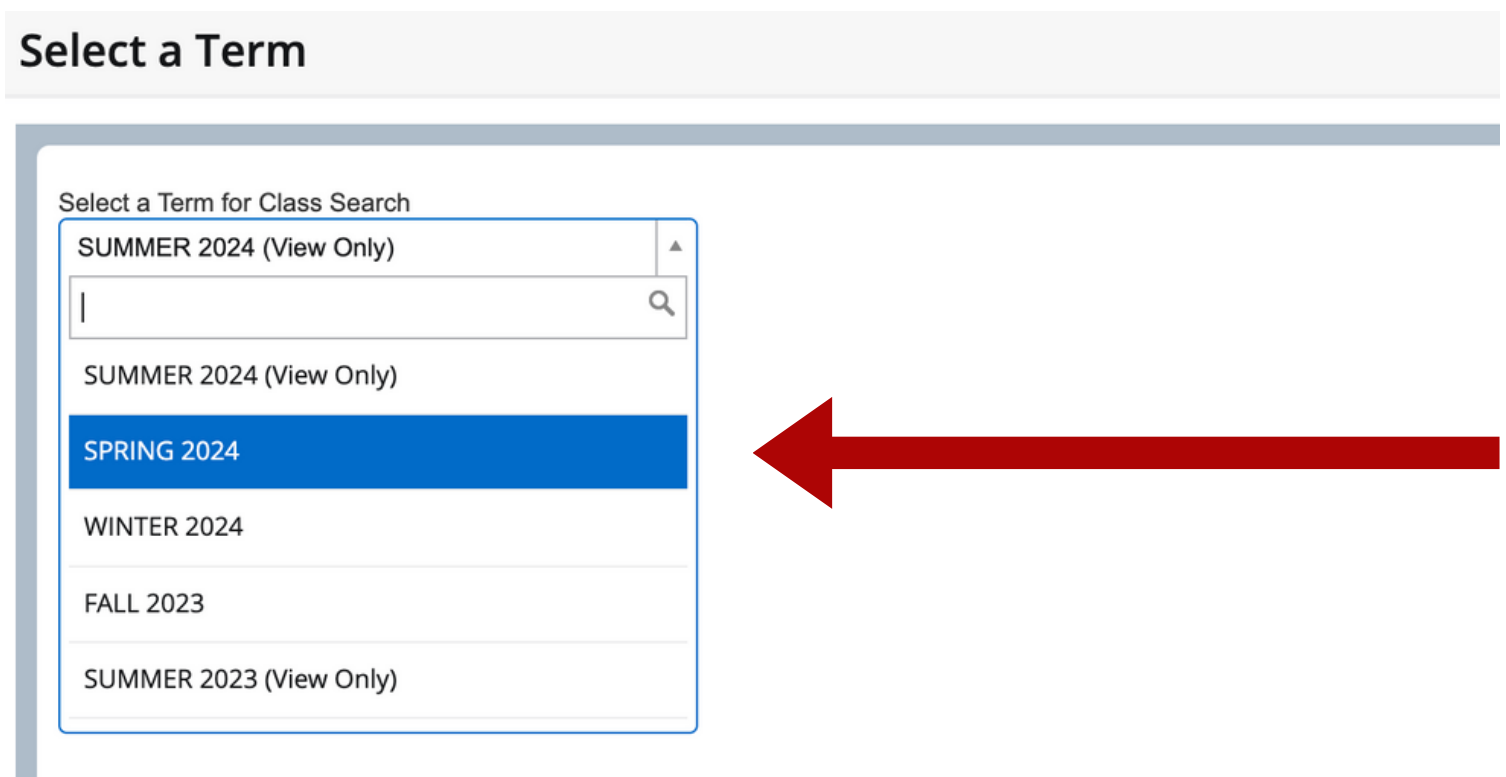 Select a Term
Select a Term for Class Search
SUMMER 2024 (View Only)
SUMMER 2024 (View Only)
SPRING 2024
WINTER 2024
FALL 2023
SUMMER 2023 (View Only)